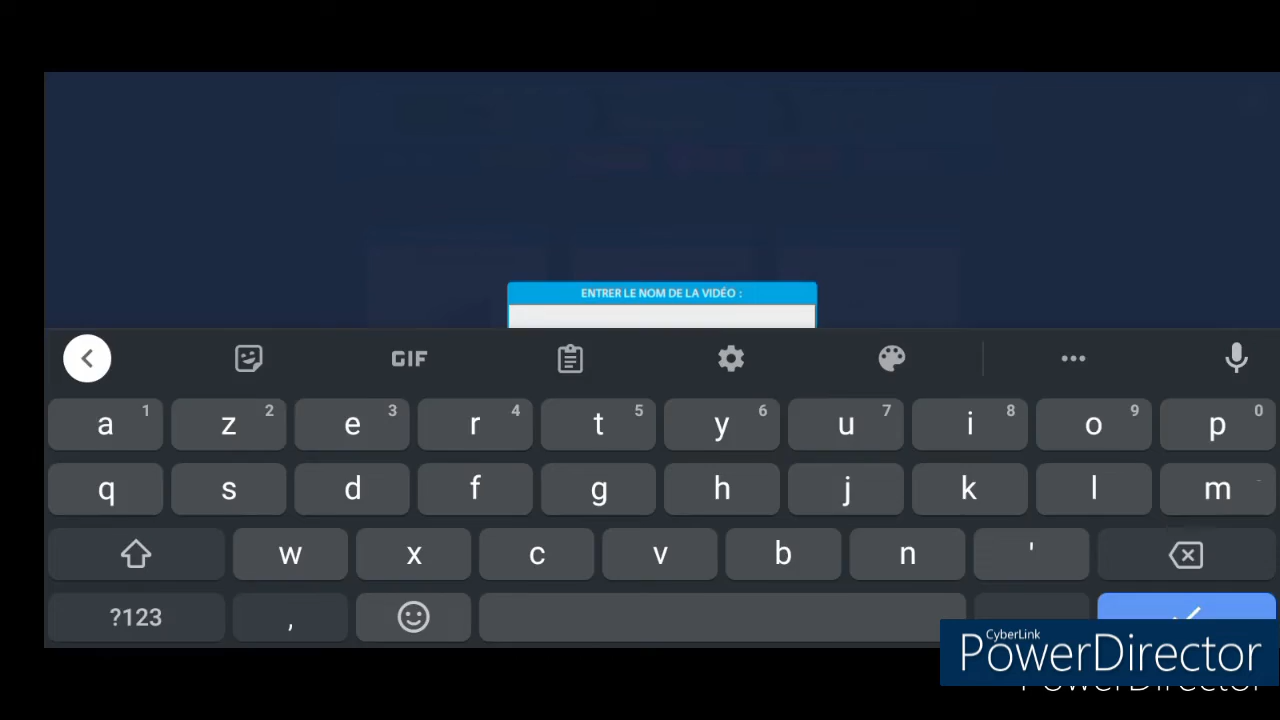 ENTRER LE NOM DE LA VIDÉO :
GIF
a 1 z 2 e 3 r 4 t 5 y 6 u 7 i 8 o 9 p 0
q s d f g h j k l m
w x c v b n '
?123 ,
CyberLink
PowerDirector
PowerDirector